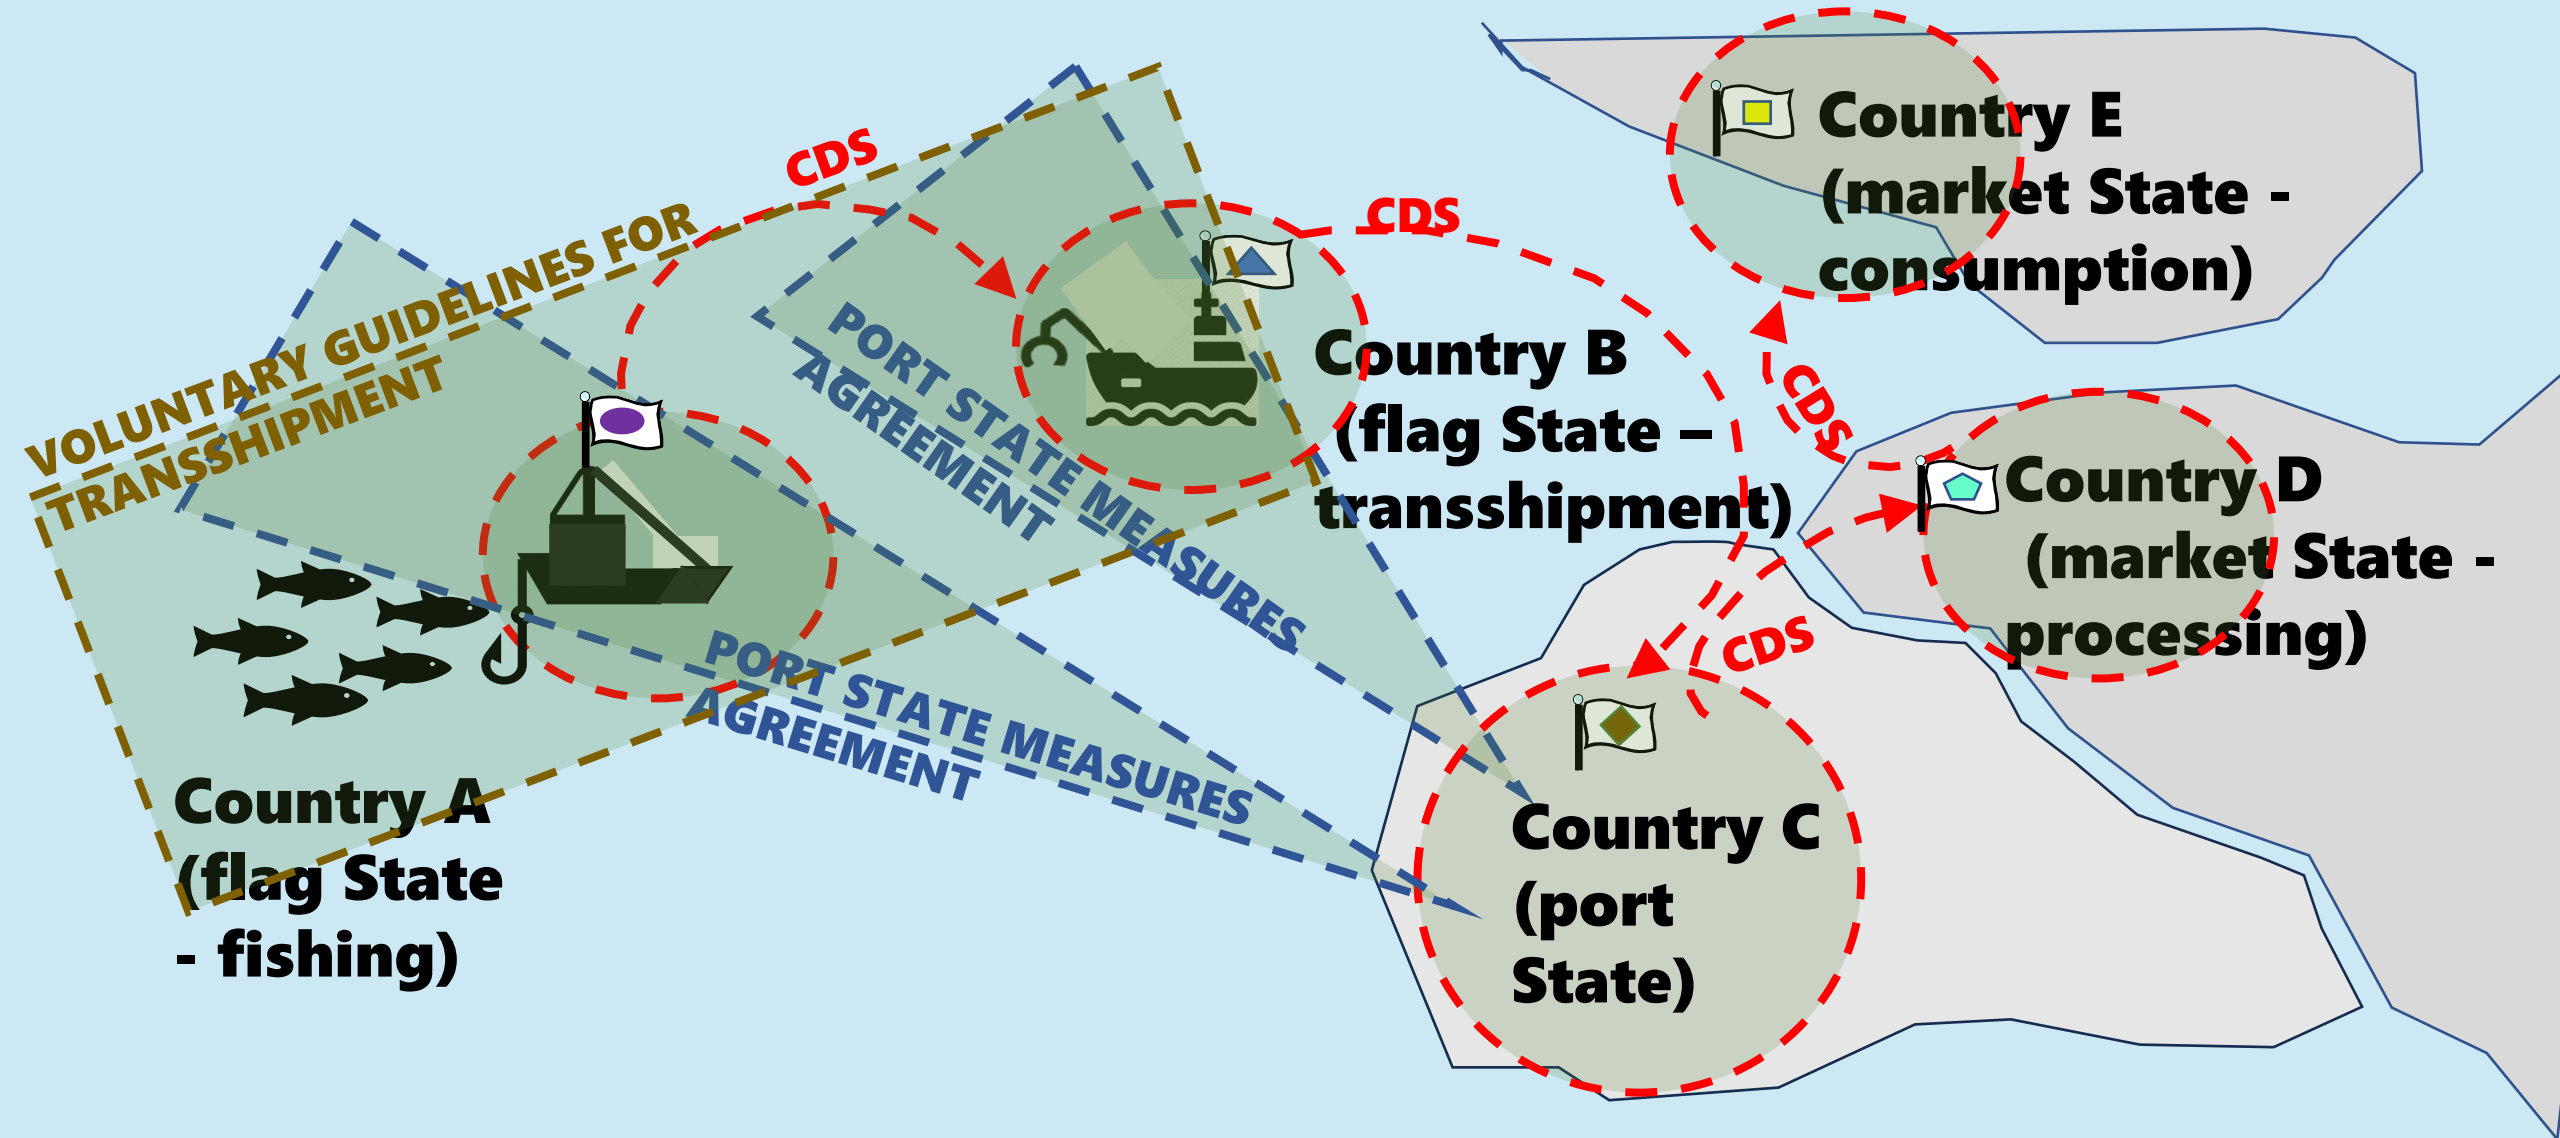 CDS
CDS
Country E
(market State -
consumption)
VOLUNTARY GUIDELINES FOR
TRANSSHIPMENT
PORT STATE MEASURES
AGREEMENT
Country B
(flag State –
transshipment)
CDS
Country D
(market State -
processing)
CDS
PORT STATE MEASURES
AGREEMENT
Country A
(flag State
- fishing)
Country C
(port
State)